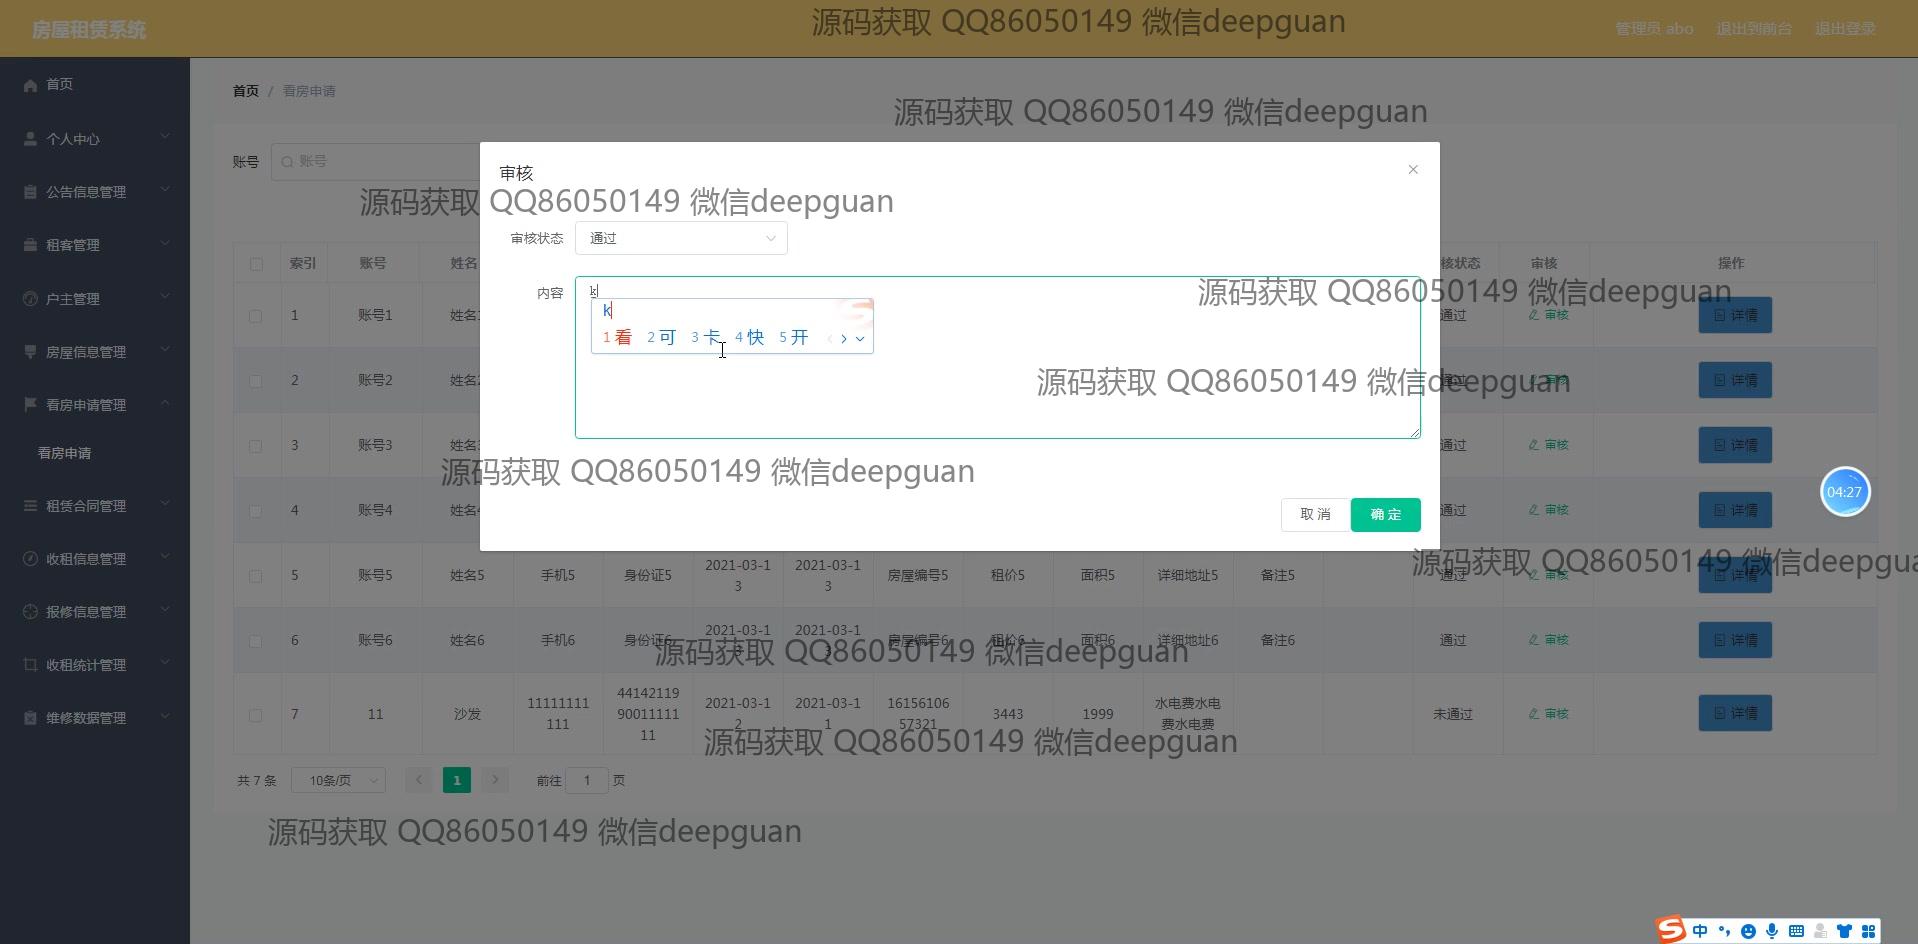 房屋租赁系统
源码获取 QQ86050149 微信deepguan
管理员 abo 退出到前台 退出登录
首页
个人中心
公告信息管理
租客管理
户主管理
房屋信息管理
看房申请管理
看房申请
租赁合同管理
收租信息管理
报修信息管理
收租统计管理
维修数据管理
首页 / 看房申请
源码获取 QQ86050149 微信deepguan
账号 账号
审核
源码获取 QQ86050149 微信deepguan
审核状态 通过
内容 k
k
1 看 2 可 3 卡 4 快 5 开
源码获取 QQ86050149 微信deepguan
源码获取 QQ86050149 微信deepguan
源码获取 QQ86050149 微信deepguan
取消 确定
索引 账号 姓名 核状态 审核 操作
1 账号1 姓名 通过 审核 详情
2 账号2 姓名 通过 审核 详情
3 账号3 姓名 通过 审核 详情
4 账号4 姓名 通过 审核 详情
04:27
源码获取 QQ86050149 微信deepgua
5 账号5 姓名5 手机5 身份证5 2021-03-13 2021-03-13 房屋编号5 租价5 面积5 详细地址5 备注5 通过 审核 详情
6 账号6 姓名6 手机6 身份证6 2021-03-13 2021-03-13 房屋编号6 租价6 面积6 详细地址6 备注6 通过 审核 详情
源码获取 QQ86050149 微信deepguan
7 11 沙发 11111111111 441421199001111111 2021-03-12 2021-03-11 1615610657321 3443 1999 水电费水电费水电费 未通过 审核 详情
源码获取 QQ86050149 微信deepguan
共 7 条 10条/页 1 前往 1 页
源码获取 QQ86050149 微信deepguan
中